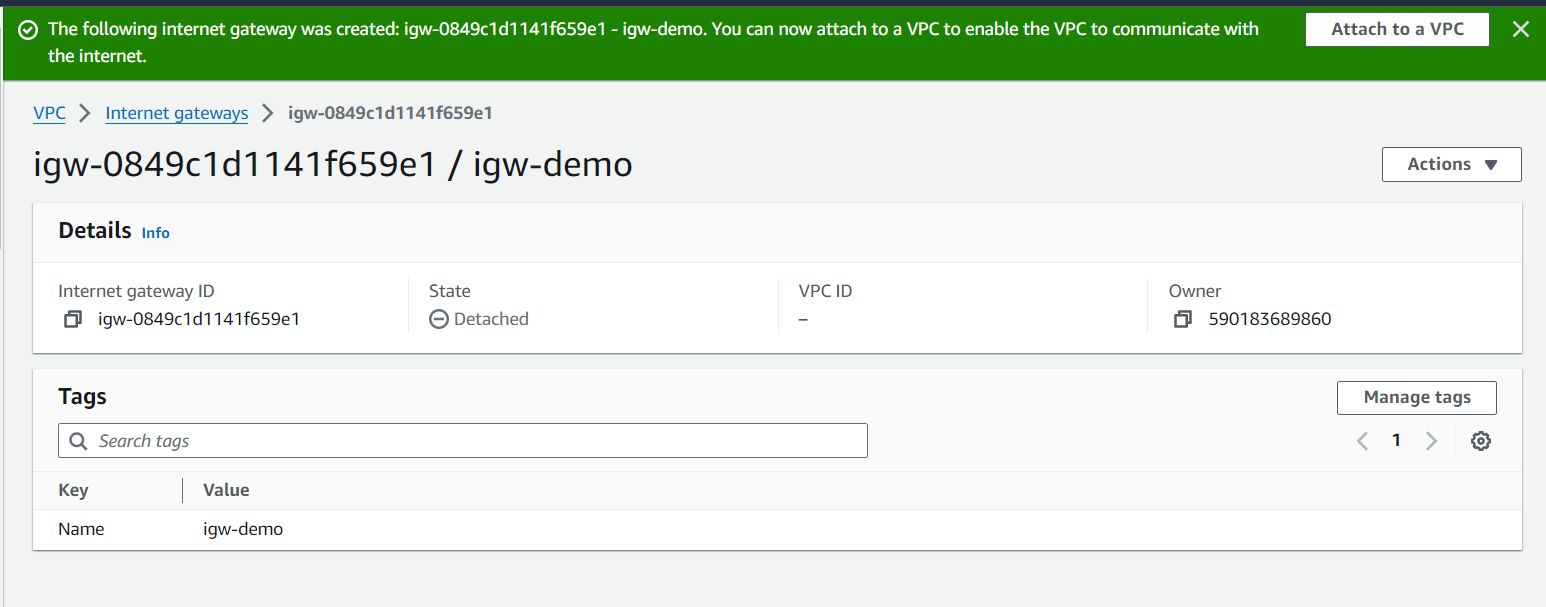 The following internet gateway was created: igw-0849c1d1141f659e1 - igw-demo. You can now attach to a VPC to enable the VPC to communicate with
the internet.
Attach to a VPC
VPC
Internet gateways
igw-0849c1d1141f659e1
igw-0849c1d1141f659e1 / igw-demo
Actions
Details Info
Internet gateway ID
igw-0849c1d1141f659e1
State
Detached
VPC ID
–
Owner
590183689860
Tags
Manage tags
Search tags
1
Key Value
Name igw-demo